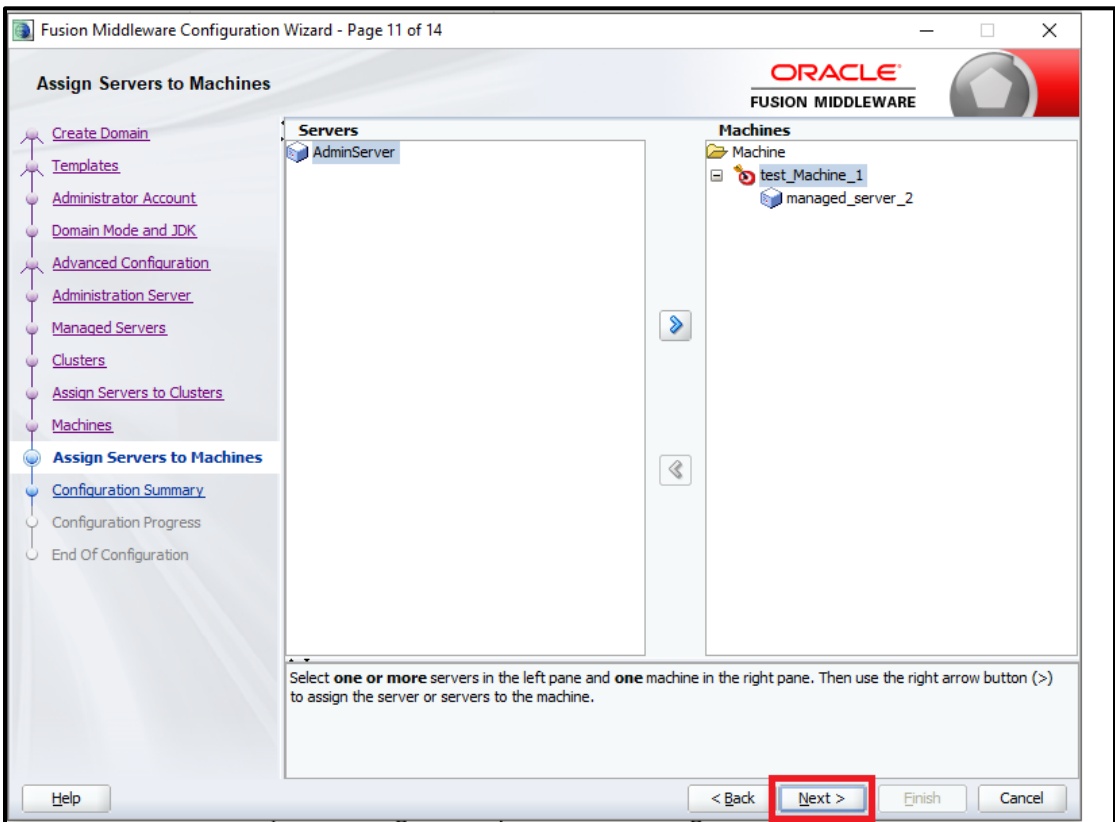 Fusion Middleware Configuration Wizard - Page 11 of 14
Assign Servers to Machines
ORACLE
FUSION MIDDLEWARE
Create Domain
Templates
Administrator Account
Domain Mode and JDK
Advanced Configuration
Administration Server
Managed Servers
Clusters
Assign Servers to Clusters
Machines
Assign Servers to Machines
Configuration Summary
Configuration Progress
End Of Configuration
Servers
AdminServer
Machines
Machine
test_Machine_1
managed_server_2
Select one or more servers in the left pane and one machine in the right pane. Then use the right arrow button (>)
to assign the server or servers to the machine.
Help
< Back
Next >
Finish
Cancel